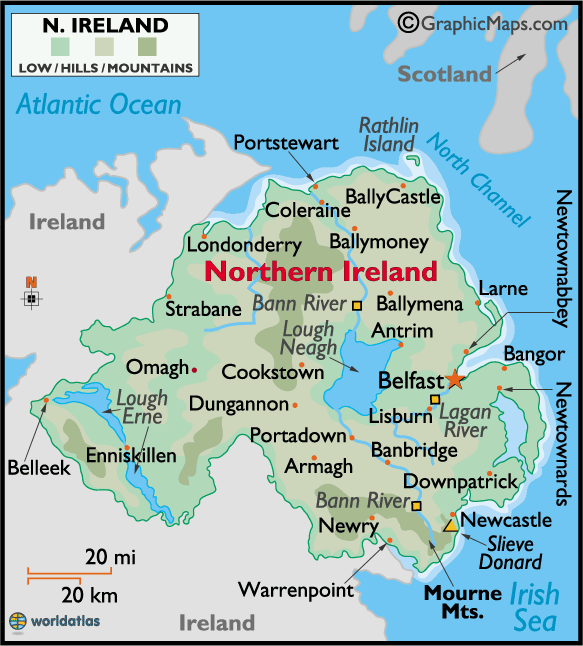 N. IRELAND
LOW/HILLS/MOUNTAINS
©GraphicMaps.com
Scotland
Atlantic Ocean
Rathlin
Island
Portstewart
North Channel
BallyCastle
Coleraine
Ireland
Londonderry
Ballymoney
Newtownabbey
Northern Ireland
N
Larne
Strabane
Bann River
Ballymena
Lough
Neagh
Antrim
Bangor
Omagh
Cookstown
Belfast
Lough
Erne
Dungannon
Lisburn
Lagan
River
Newtownards
Belleek
Enniskillen
Portadown
Armagh
Banbridge
Downpatrick
Bann River
Newry
Newcastle
Slieve
Donard
20 mi
20 km
Warrenpoint
Mourne
Mts.
Irish
Sea
worldatlas
Ireland